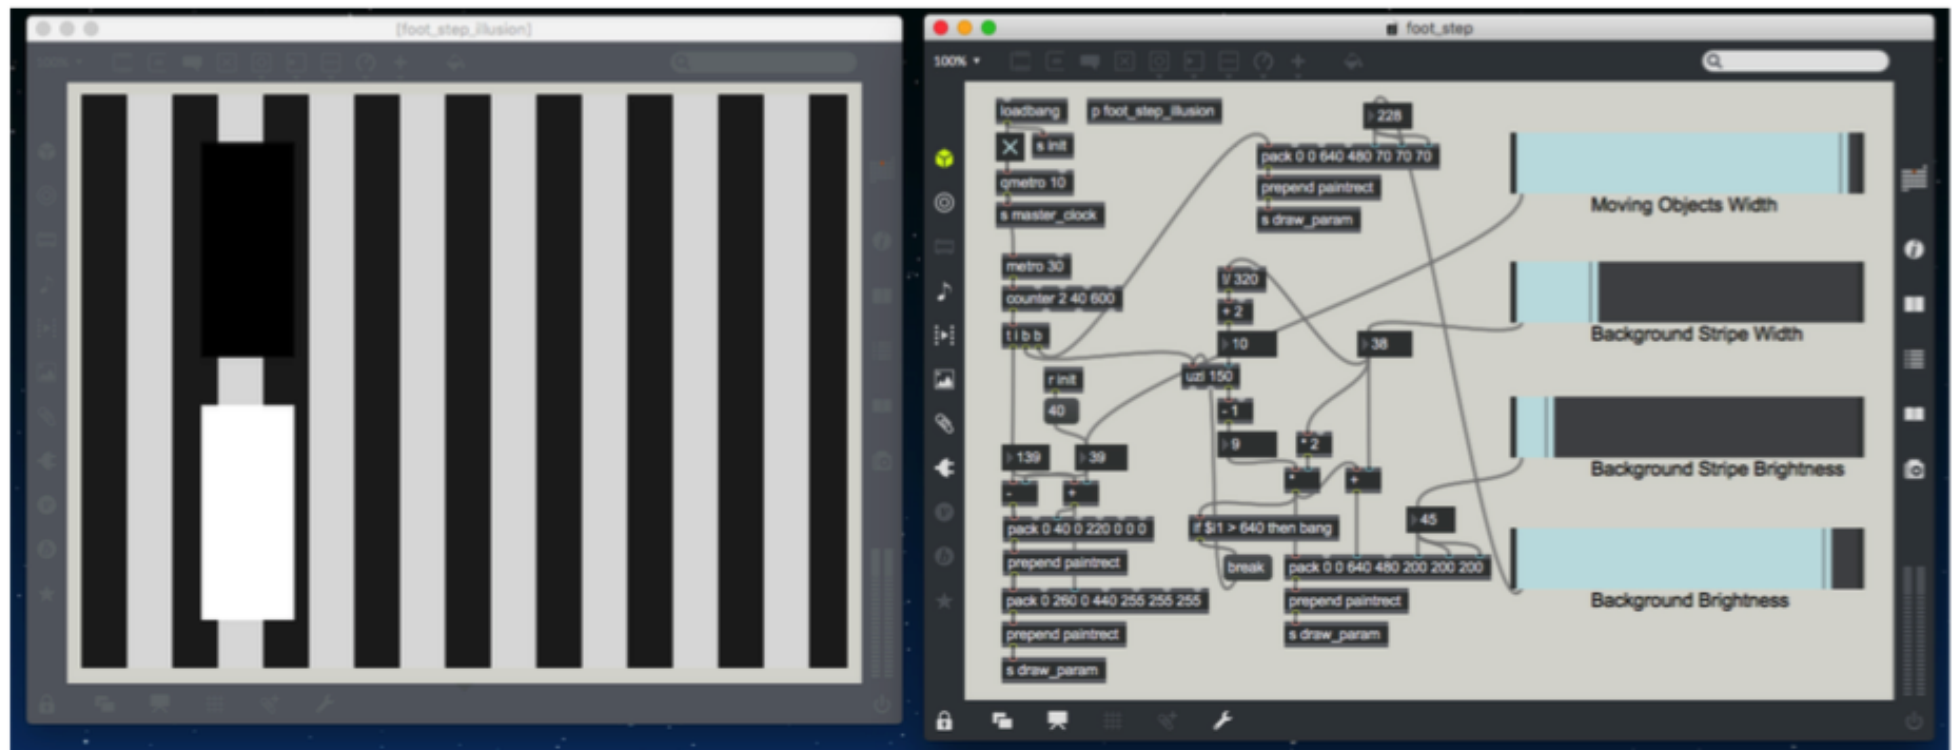 [foot_step_illusion]
100%
foot_step
100%
loadbang
p foot_step_illusion
228
s init
pack 0 0 640 480 70 70 70
qmetro 10
prepend paintrect
s master_clock
s draw_param
Moving Objects Width
metro 30
!/ 320
counter 2 40 600
+ 2
t i b b
10
38
Background Stripe Width
r init
uzi 150
40
- 1
9
* 2
139
39
Background Stripe Brightness
-
+
*
+
45
pack 0 40 0 220 0 0 0
if $i1 > 640 then bang
prepend paintrect
break
pack 0 0 640 480 200 200 200
pack 0 260 0 440 255 255 255
prepend paintrect
Background Brightness
prepend paintrect
s draw_param
s draw_param